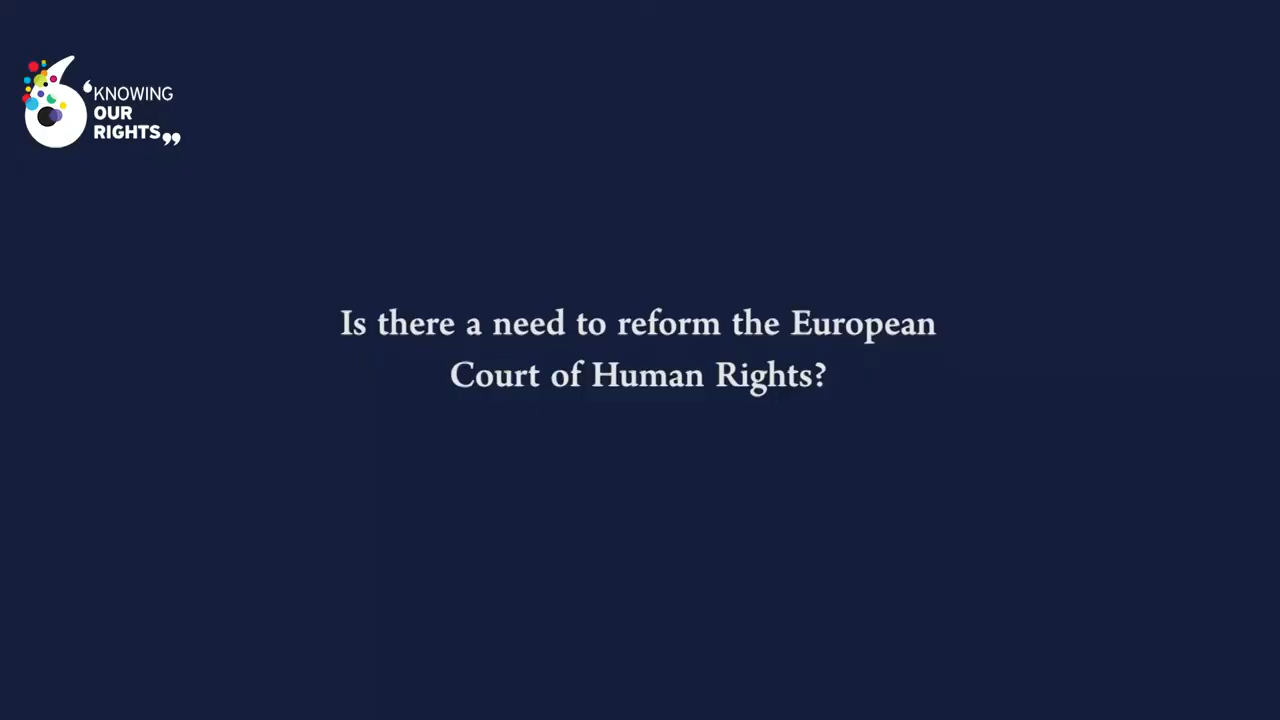 ‘KNOWING
OUR
RIGHTS”
Is there a need to reform the European
Court of Human Rights?